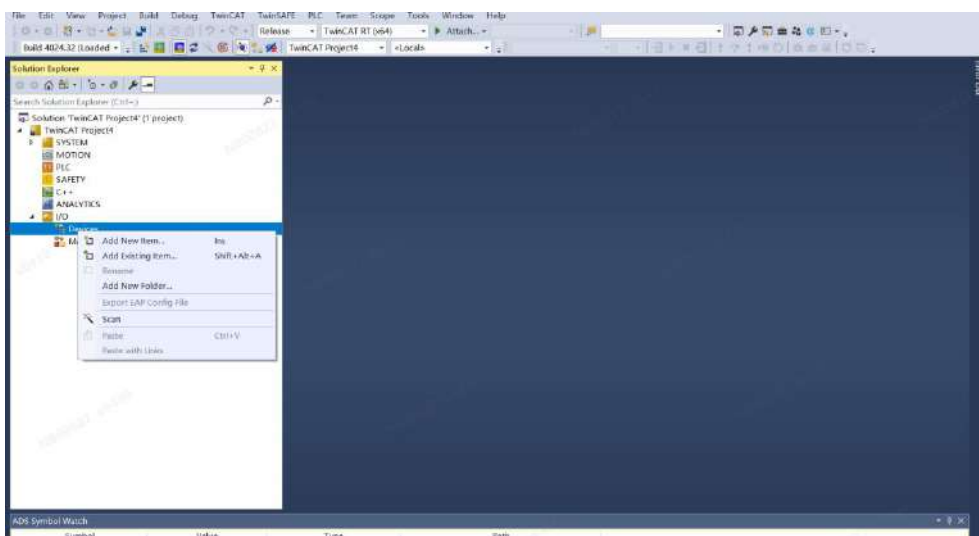 File Edit View Project Build Debug TwinCAT TwinSAFE PLC Team Scope Tools Window Help
Release TwinCAT RT (x64) Attach...
Build 4024.32 (Loaded) TwinCAT Project4 <Local>
Solution Explorer
Search Solution Explorer (Ctrl+;)
Solution 'TwinCAT Project4' (1 project)
TwinCAT Project4
SYSTEM
MOTION
PLC
SAFETY
C++
ANALYTICS
I/O
Devices
Add New Item... Ins
Add Existing Item... Shift+Alt+A
Rename
Add New Folder...
Export EAP Config File
Scan
Paste Ctrl+V
Paste with Links
ADS Symbol Watch
Symbol Value Type Path